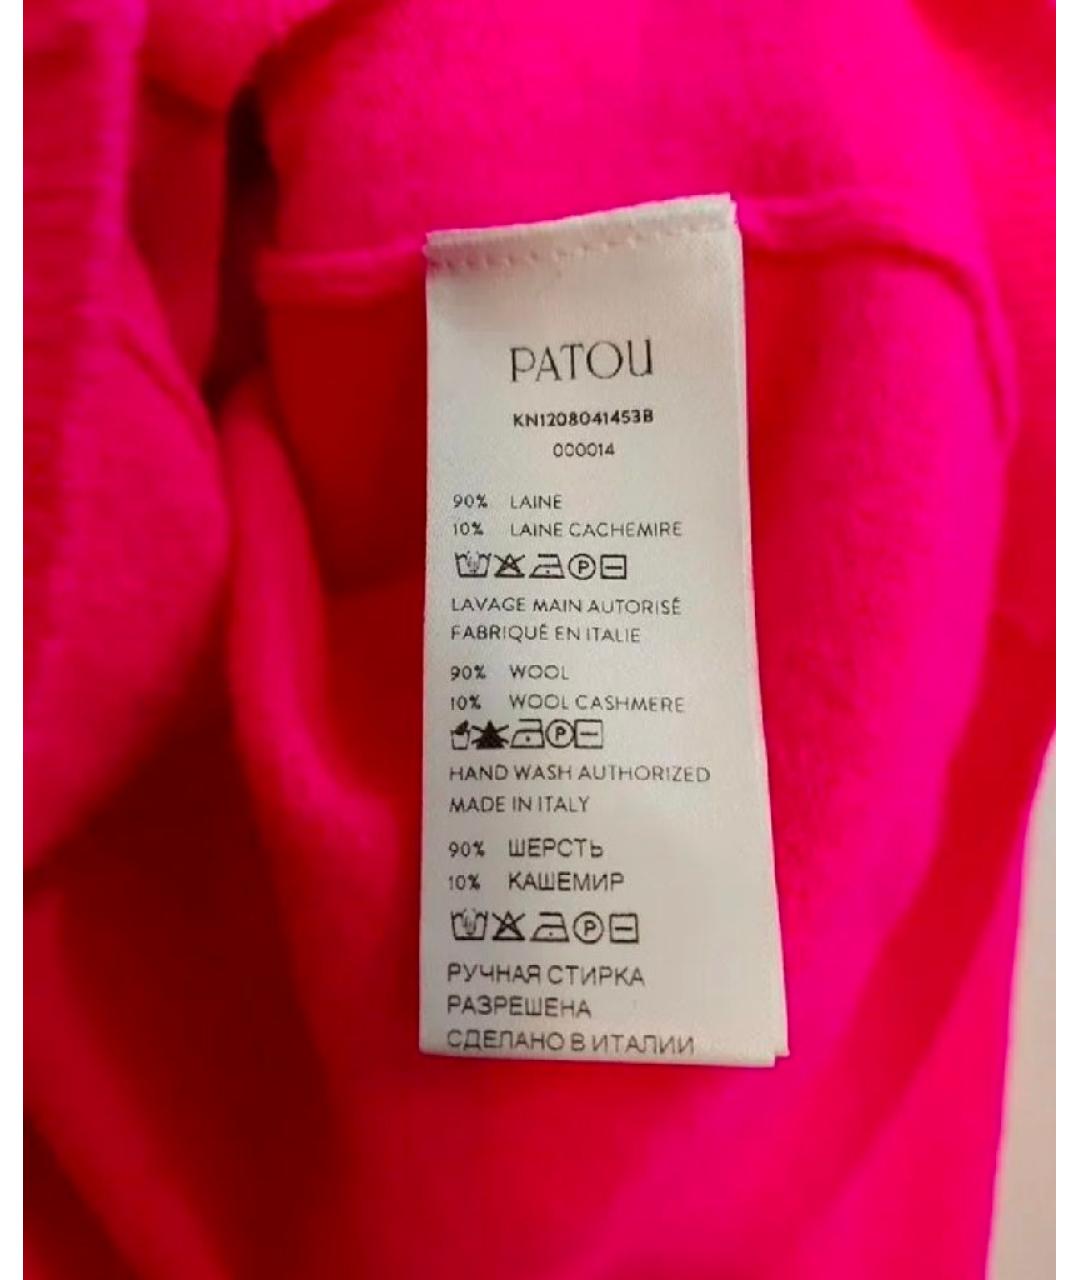 PATOU
KN1208041453B
000014
90% LAINE
10% LAINE CACHEMIRE
P
LAVAGE MAIN AUTORISÉ
FABRIQUÉ EN ITALIE
90% WOOL
10% WOOL CASHMERE
P
HAND WASH AUTHORIZED
MADE IN ITALY
90% ШЕРСТЬ
10% КАШЕМИР
P
РУЧНАЯ СТИРКА
РАЗРЕШЕНА
СДЕЛАНО В ИТАЛИИ